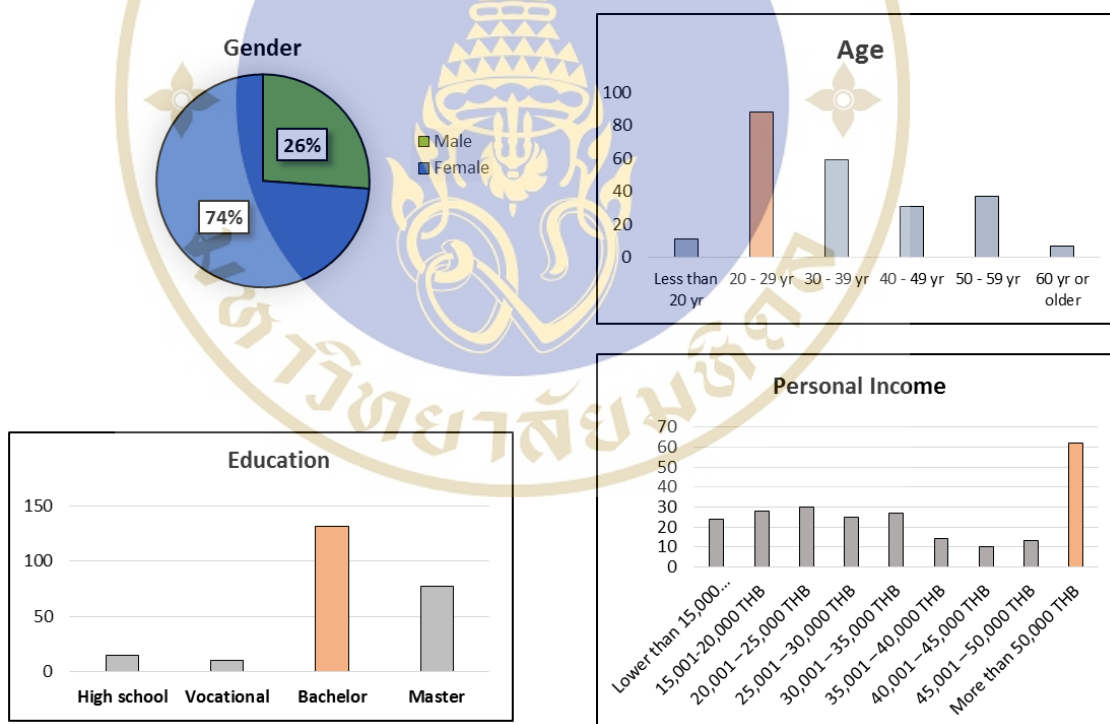 Gender
26%
74%
Male
Female
Age
100
80
60
40
20
0
Less than 20 yr
20 - 29 yr
30 - 39 yr
40 - 49 yr
50 - 59 yr
60 yr or older
Education
150
100
50
0
High school
Vocational
Bachelor
Master
Personal Income
70
60
50
40
30
20
10
0
Lower than 15,000...
15,001-20,000 THB
20,001 – 25,000 THB
25,001 – 30,000 THB
30,001 – 35,000 THB
35,001 – 40,000 THB
40,001 – 45,000 THB
45,001 – 50,000 THB
More than 50,000 THB
มหาวิทยาลัยมหิดล